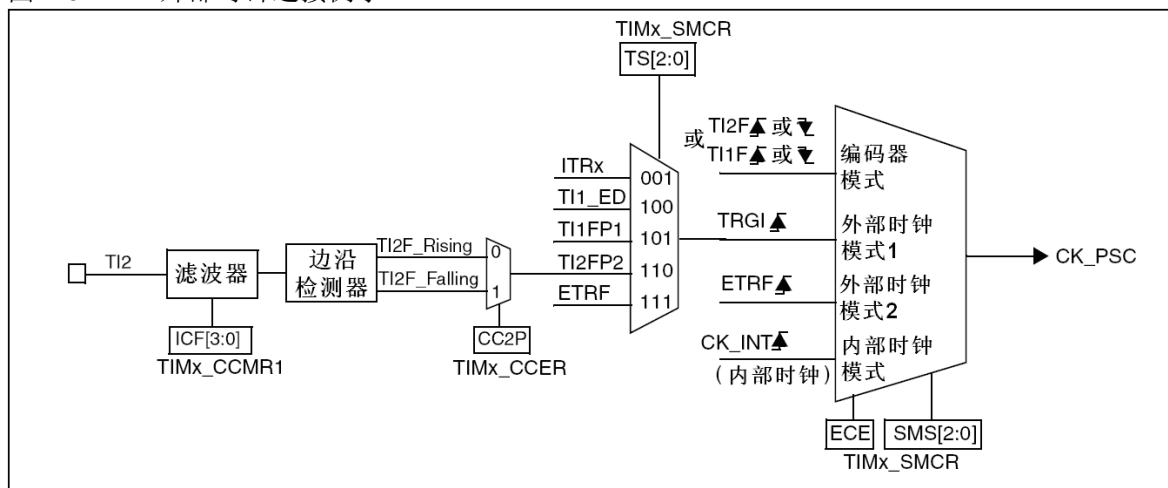 TIMx_SMCR
TS[2:0]
TI2F 或
或
TI1F 或
编码器
模式
ITRx
001
TI1_ED
100
TI1FP1
101
TRGI
外部时钟
模式1
CK_PSC
TI2
滤波器
边沿
检测器
TI2F_Rising
0
TI2F_Falling
1
TI2FP2
110
ETRF
111
ETRF
外部时钟
模式2
ICF[3:0]
TIMx_CCMR1
CC2P
TIMx_CCER
CK_INT
(内部时钟)
内部时钟
模式
ECE
SMS[2:0]
TIMx_SMCR